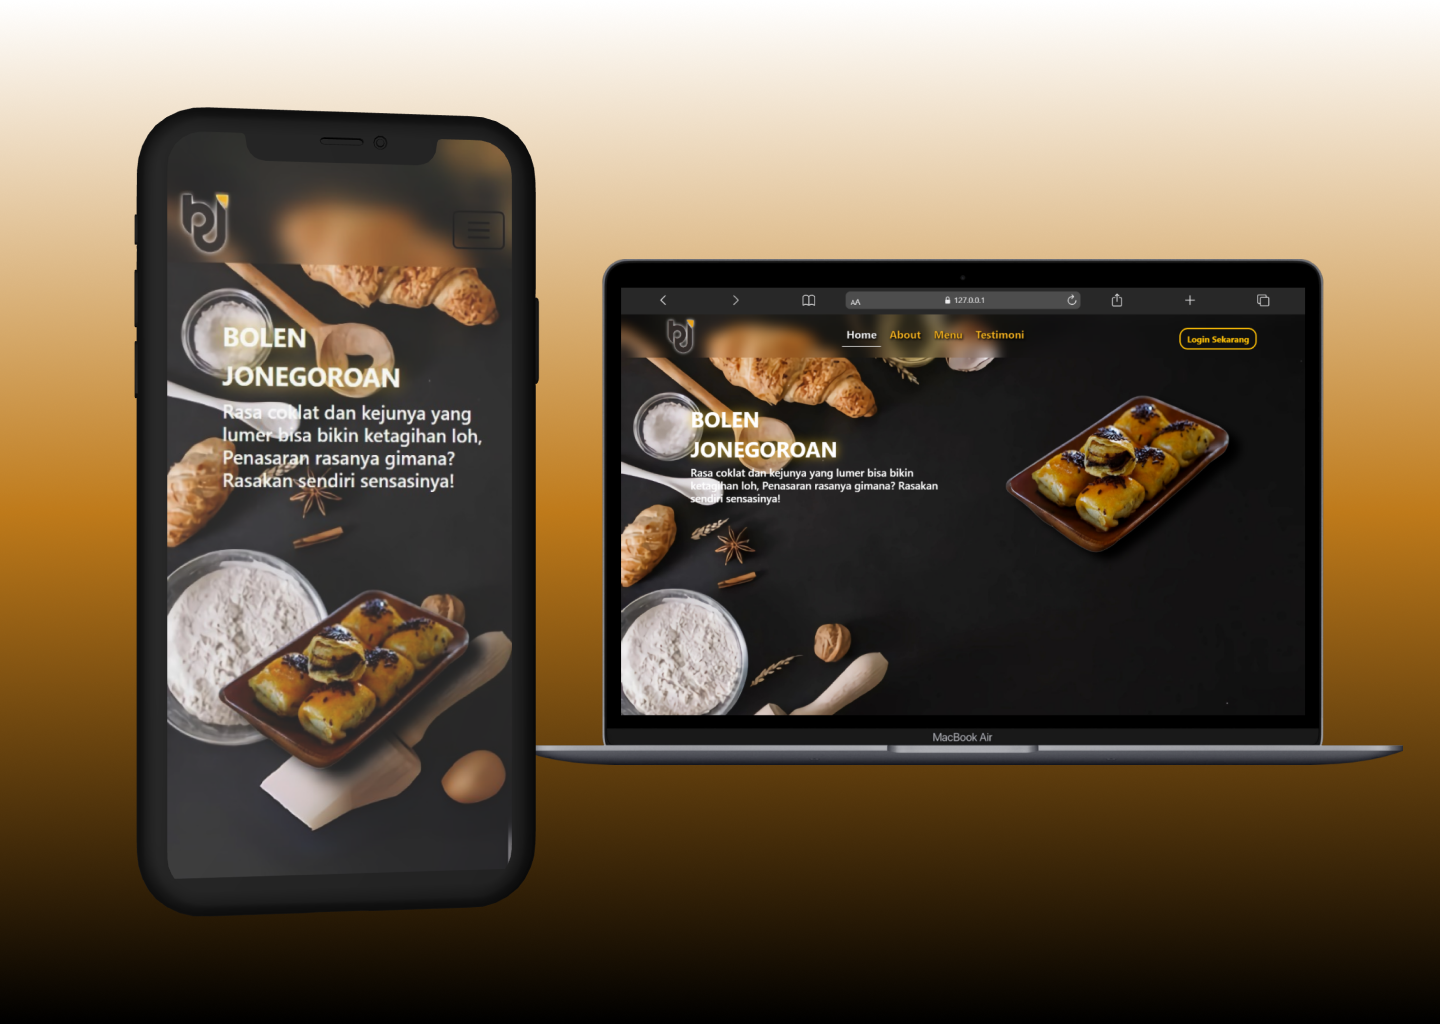 bj
BOLEN
JONEGOROAN
Rasa coklat dan kejunya yang
lumer bisa bikin ketagihan loh,
Penasaran rasanya gimana?
Rasakan sendiri sensasinya!
AA
127.0.0.1
bj
Home About Menu Testimoni
Login Sekarang
BOLEN
JONEGOROAN
Rasa coklat dan kejunya yang lumer bisa bikin
ketagihan loh, Penasaran rasanya gimana? Rasakan
sendiri sensasinya!
MacBook Air